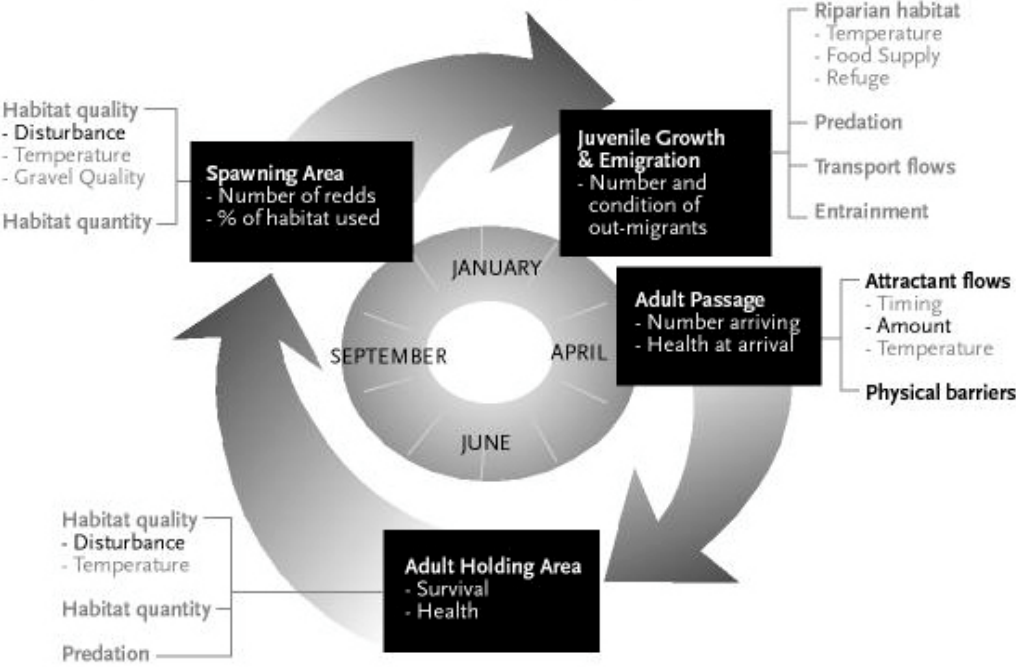 Riparian habitat
- Temperature
- Food Supply
- Refuge
Predation
Transport flows
Entrainment
Habitat quality
- Disturbance
- Temperature
- Gravel Quality
Habitat quantity
Spawning Area
- Number of redds
- % of habitat used
Juvenile Growth
& Emigration
- Number and
condition of
out-migrants
JANUARY
APRIL
JUNE
SEPTEMBER
Adult Passage
- Number arriving
- Health at arrival
Attractant flows
- Timing
- Amount
- Temperature
Physical barriers
Habitat quality
- Disturbance
- Temperature
Habitat quantity
Predation
Adult Holding Area
- Survival
- Health